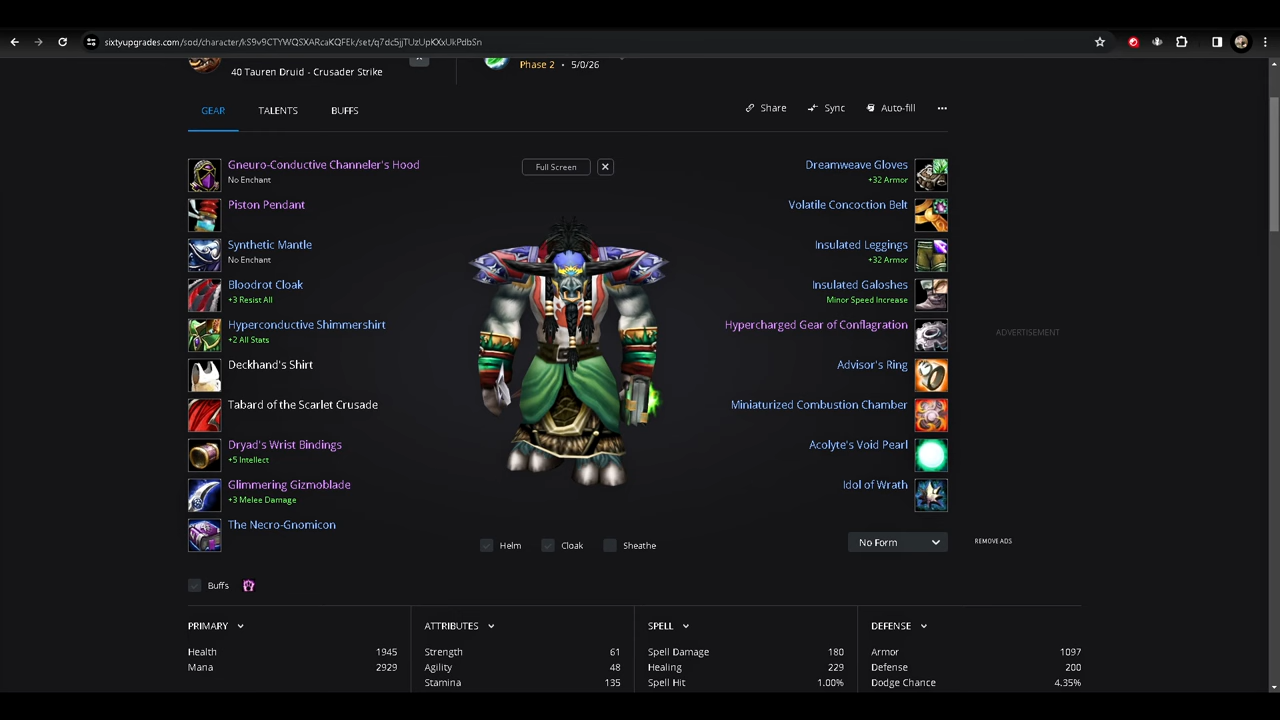 sixtyupgrades.com/sod/character/kS9v9CTYWQSXARcaKQFEk/set/q7dc5jjTUzUpKXxUkPdbSn
40 Tauren Druid - Crusader Strike
Phase 2 • 5/0/26
GEAR TALENTS BUFFS Share Sync Auto-fill
Gneuro-Conductive Channeler's Hood
No Enchant
Piston Pendant
Synthetic Mantle
No Enchant
Bloodrot Cloak
+3 Resist All
Hyperconductive Shimmershirt
+2 All Stats
Deckhand's Shirt
Tabard of the Scarlet Crusade
Dryad's Wrist Bindings
+5 Intellect
Glimmering Gizmoblade
+3 Melee Damage
The Necro-Gnomicon
Full Screen
Dreamweave Gloves
+32 Armor
Volatile Concoction Belt
Insulated Leggings
+32 Armor
Insulated Galoshes
Minor Speed Increase
Hypercharged Gear of Conflagration
Advisor's Ring
Miniaturized Combustion Chamber
Acolyte's Void Pearl
Idol of Wrath
ADVERTISEMENT
Helm Cloak Sheathe
No Form
REMOVE ADS
Buffs
PRIMARY
Health 1945
Mana 2929
ATTRIBUTES
Strength 61
Agility 48
Stamina 135
SPELL
Spell Damage 180
Healing 229
Spell Hit 1.00%
DEFENSE
Armor 1097
Defense 200
Dodge Chance 4.35%